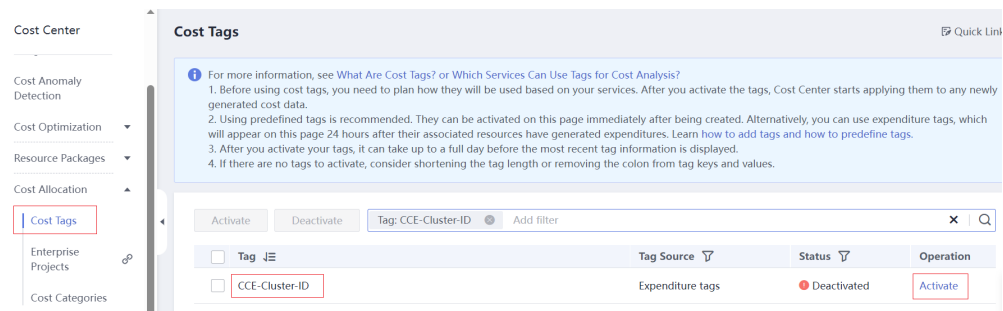 Cost Center
Cost Anomaly
Detection
Cost Optimization
Resource Packages
Cost Allocation
Cost Tags
Enterprise
Projects
Cost Categories
Cost Tags
Quick Link
For more information, see What Are Cost Tags? or Which Services Can Use Tags for Cost Analysis?
1. Before using cost tags, you need to plan how they will be used based on your services. After you activate the tags, Cost Center starts applying them to any newly
generated cost data.
2. Using predefined tags is recommended. They can be activated on this page immediately after being created. Alternatively, you can use expenditure tags, which
will appear on this page 24 hours after their associated resources have generated expenditures. Learn how to add tags and how to predefine tags.
3. After you activate your tags, it can take up to a full day before the most recent tag information is displayed.
4. If there are no tags to activate, consider shortening the tag length or removing the colon from tag keys and values.
Activate Deactivate Tag: CCE-Cluster-ID Add filter
Tag Tag Source Status Operation
CCE-Cluster-ID Expenditure tags Deactivated Activate